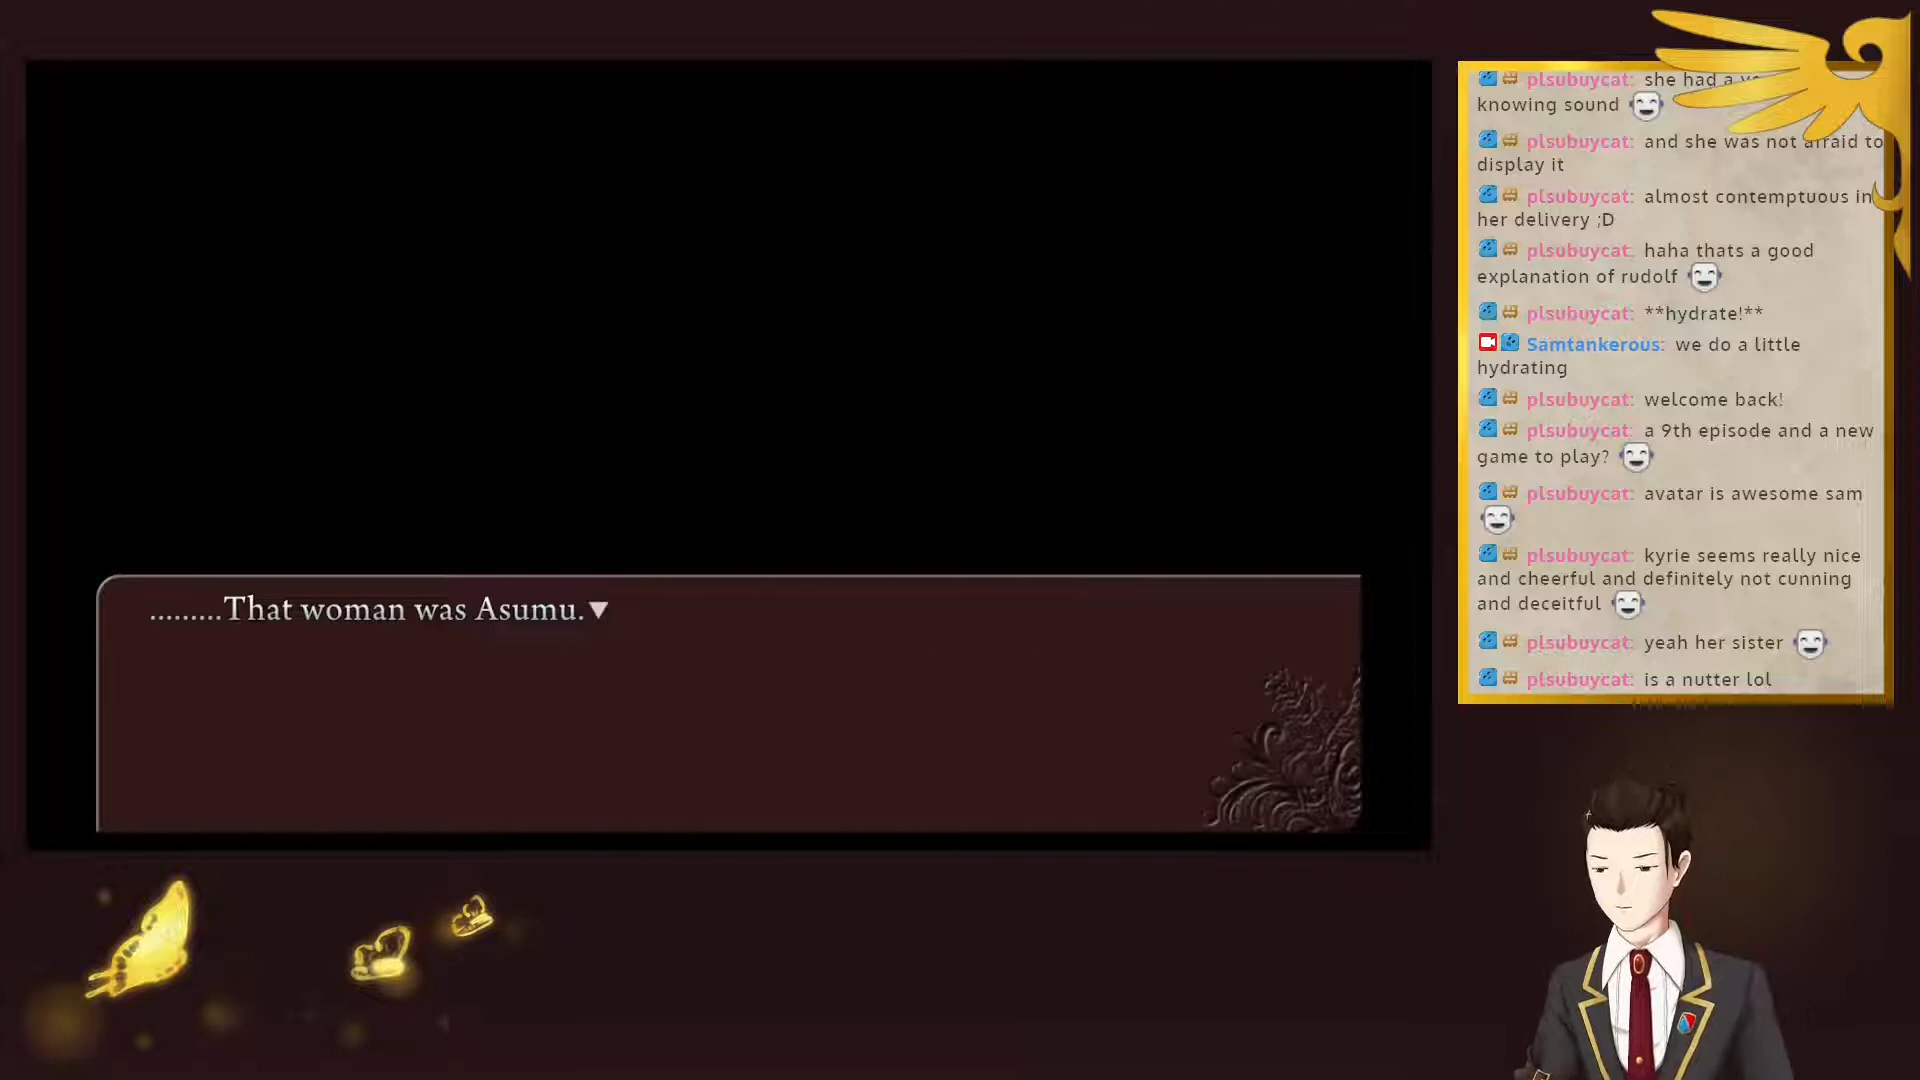 .........That woman was Asumu.▼
plsubuycat: she had a
knowing sound
plsubuycat: and she was not afraid to
display it
plsubuycat: almost contemptuous in
her delivery ;D
plsubuycat: haha thats a good
explanation of rudolf
plsubuycat: **hydrate!**
Samtankerous: we do a little
hydrating
plsubuycat: welcome back!
plsubuycat: a 9th episode and a new
game to play?
plsubuycat: avatar is awesome sam
plsubuycat: kyrie seems really nice
and cheerful and definitely not cunning
and deceitful
plsubuycat: yeah her sister
plsubuycat: is a nutter lol